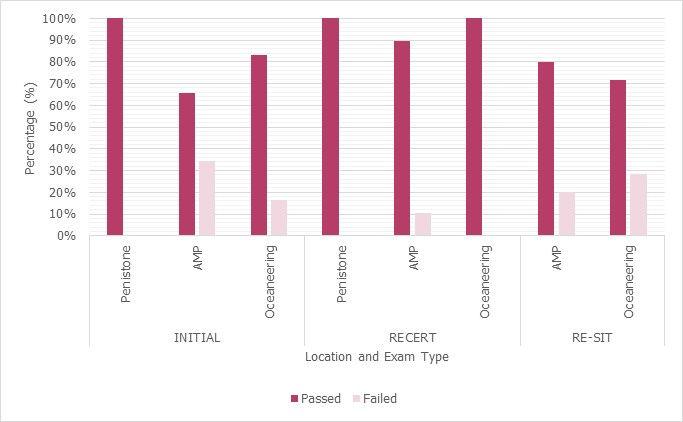 100%
90%
80%
70%
60%
50%
40%
30%
20%
10%
0%
Percentage (%)
Penistone
AMP
Oceaneering
Penistone
AMP
Oceaneering
AMP
Oceaneering
INITIAL
RECERT
RE-SIT
Location and Exam Type
Passed
Failed